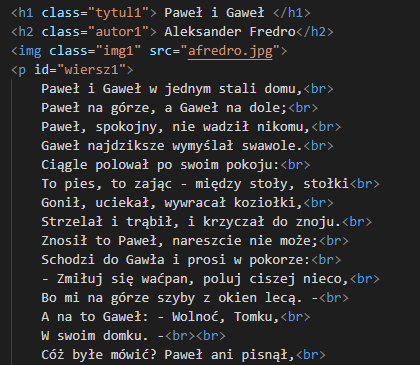 <h1 class="tytul1"> Paweł i Gaweł </h1>
<h2 class="autor1"> Aleksander Fredro</h2>
<img class="img1" src="afredro.jpg">
<p id="wiersz1">
Paweł i Gaweł w jednym stali domu,<br>
Paweł na górze, a Gaweł na dole;<br>
Paweł, spokojny, nie wadził nikomu,<br>
Gaweł najdziksze wymyślał swawole.<br>
Ciągle polował po swoim pokoju:<br>
To pies, to zając - między stoły, stołki<br>
Gonił, uciekał, wywracał koziołki,<br>
Strzelał i trąbił, i krzyczał do znoju.<br>
Znosił to Paweł, nareszcie nie może;<br>
Schodzi do Gawła i prosi w pokorze:<br>
- Zmiłuj się waćpan, poluj ciszej nieco,<br>
Bo mi na górze szyby z okien lecą. -<br>
A na to Gaweł: - Wolnoć, Tomku,<br>
W swoim domku. -<br><br>
Cóż byłe mówić? Paweł ani pisnął,<br>